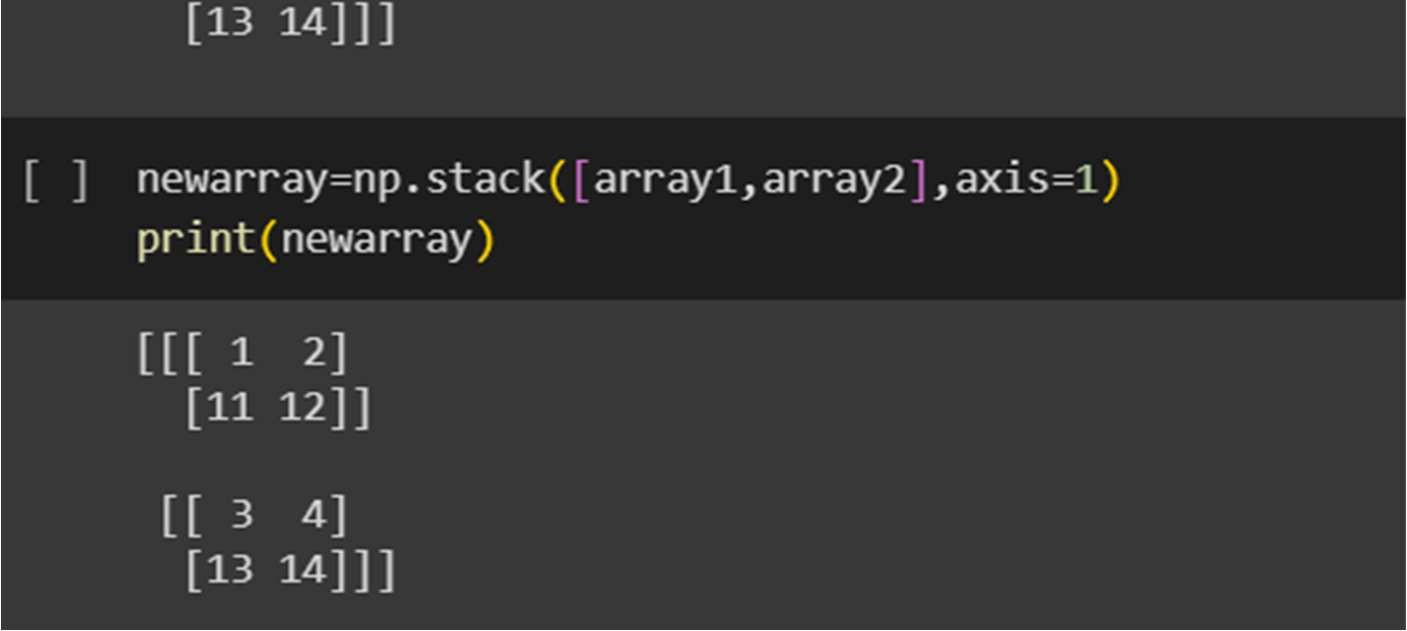 [13 14]]]
[ ] newarray=np.stack([array1,array2],axis=1)
print(newarray)
[[[ 1  2]
[11 12]]
[[ 3  4]
[13 14]]]